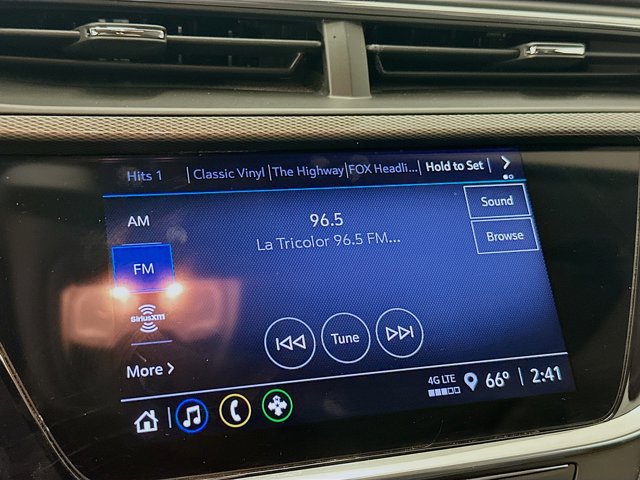 Hits 1 | Classic Vinyl | The Highway | FOX Headli... | Hold to Set |
AM
96.5
Sound
La Tricolor 96.5 FM...
Browse
FM
SiriusXM
Tune
More
4G LTE 66° | 2:41